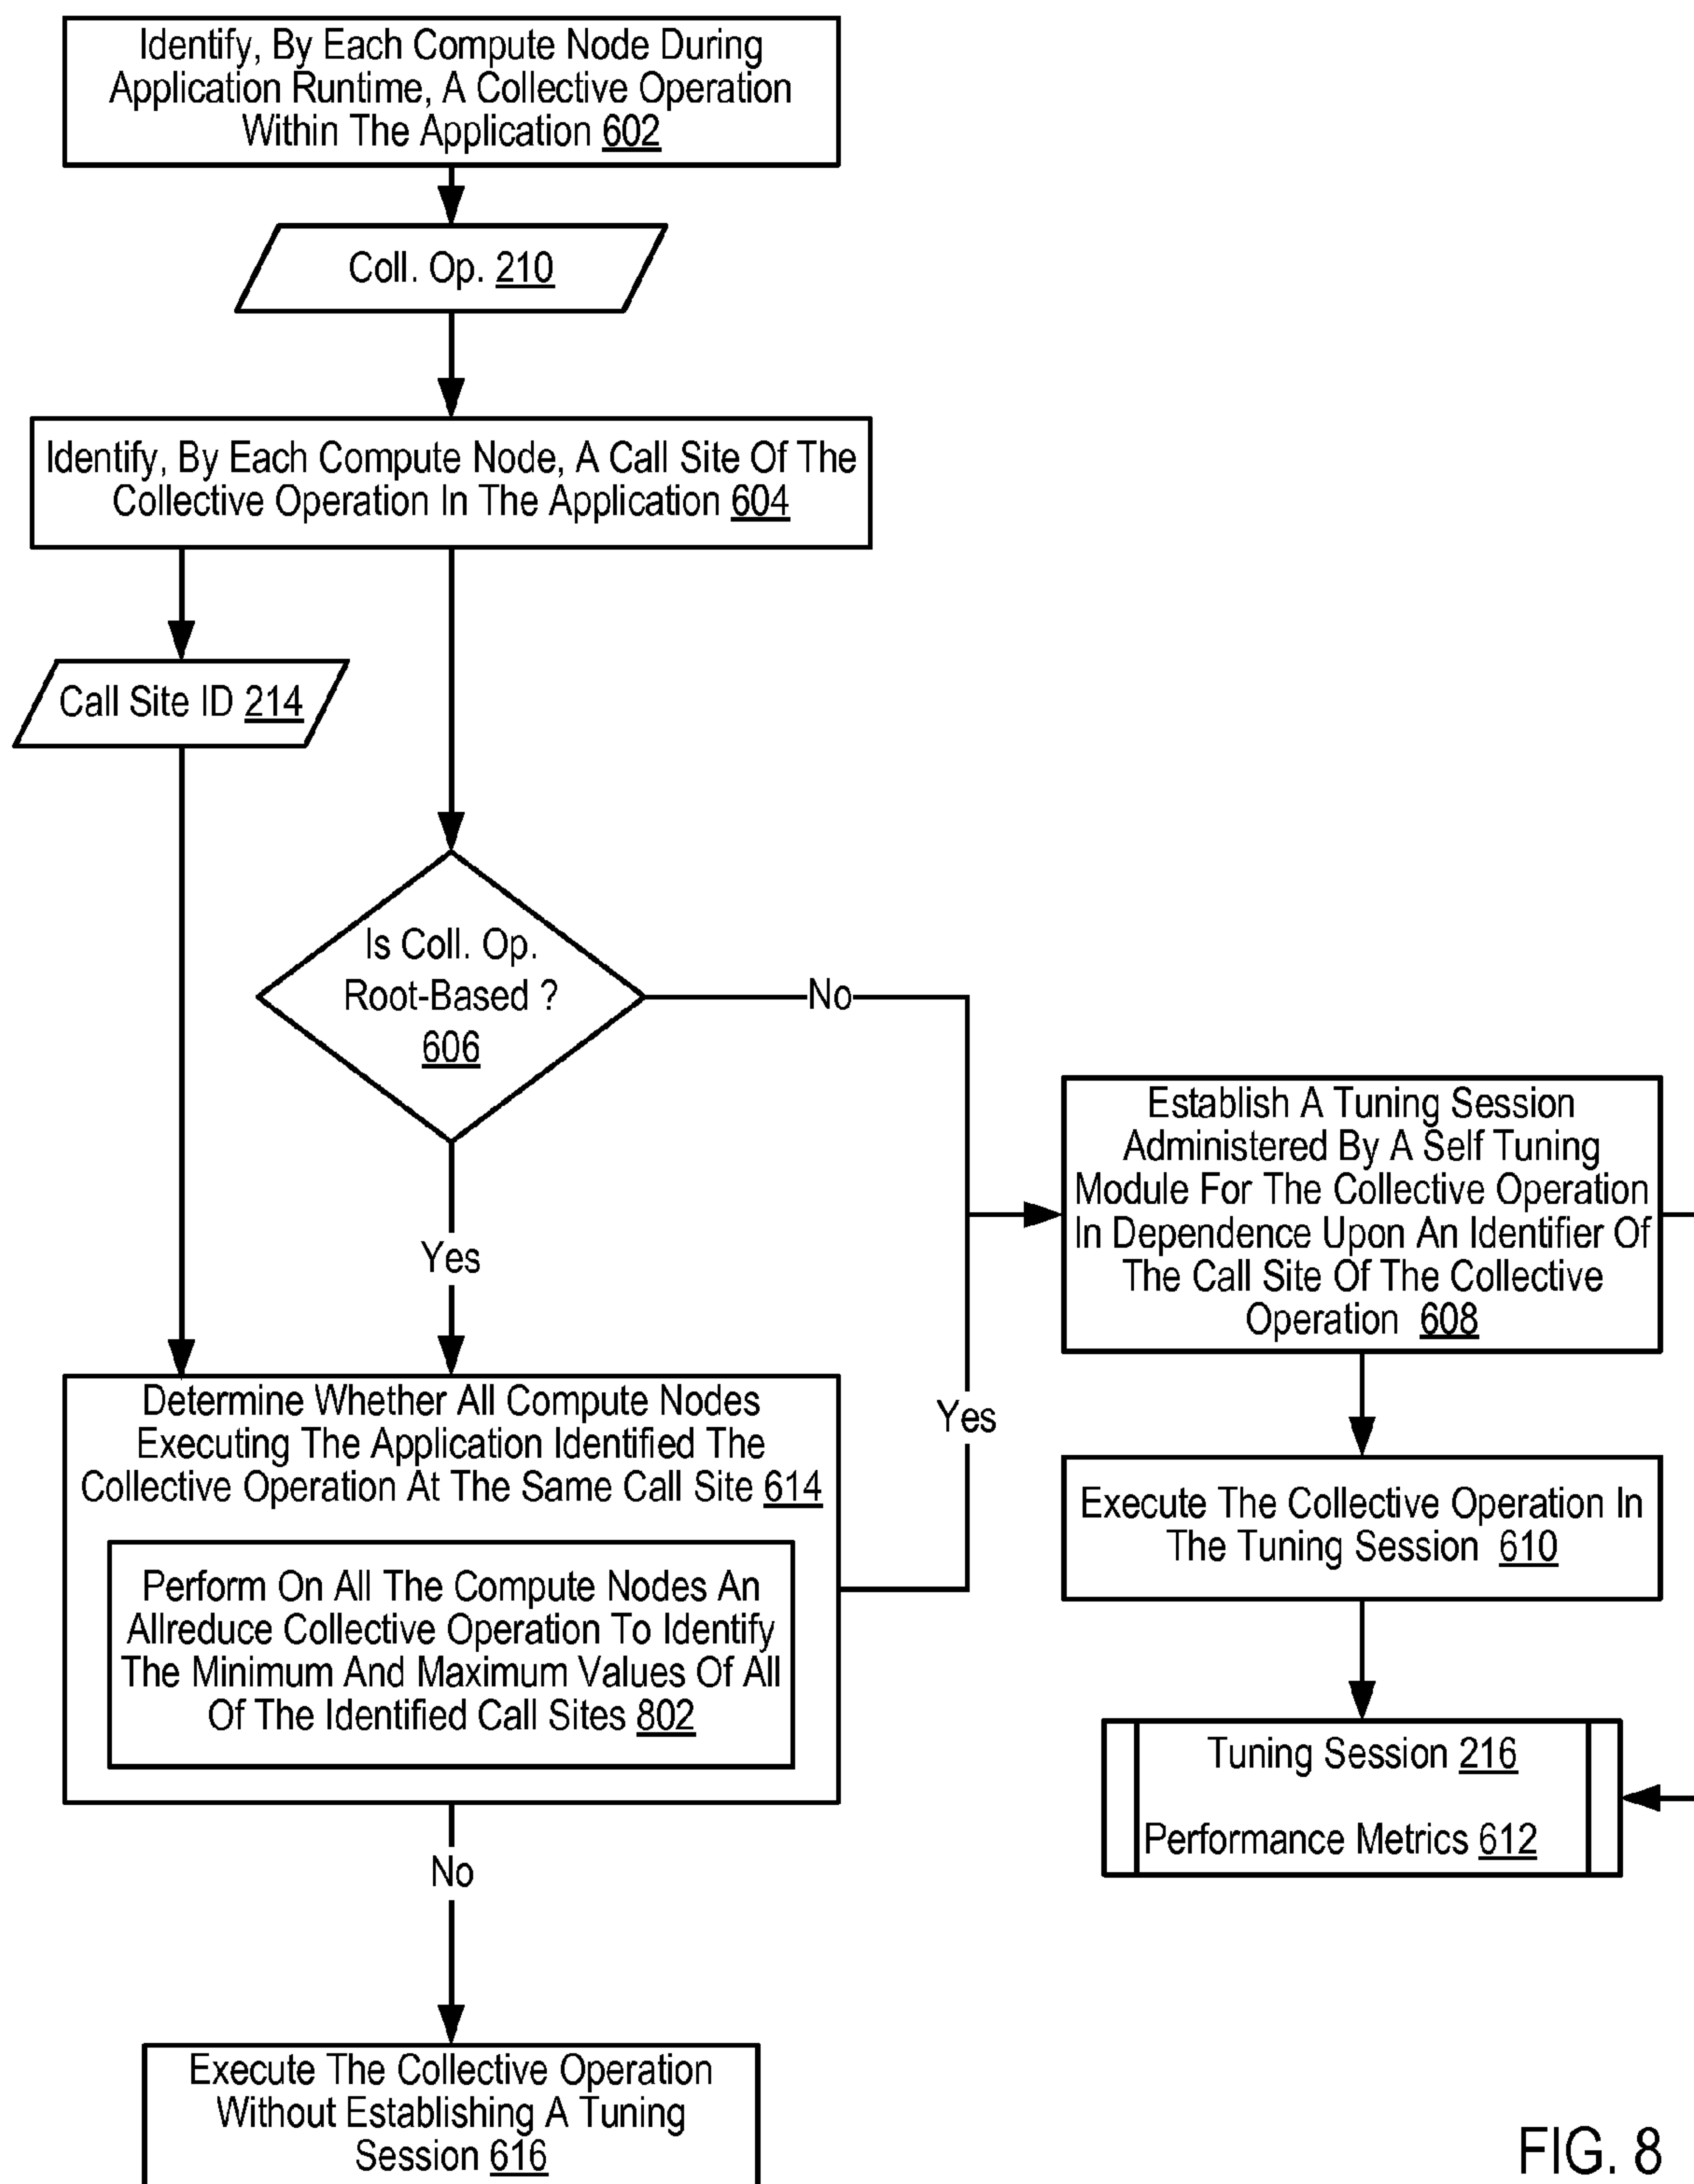 Identify, By Each Compute Node During
Application Runtime, A Collective Operation
Within The Application 602
Coll. Op. 210
Identify, By Each Compute Node, A Call Site Of The
Collective Operation In The Application 604
Call Site ID 214
Is Coll. Op.
Root-Based ?
606
No
Yes
Establish A Tuning Session
Administered By A Self Tuning
Module For The Collective Operation
In Dependence Upon An Identifier Of
The Call Site Of The Collective
Operation 608
Determine Whether All Compute Nodes
Executing The Application Identified The
Collective Operation At The Same Call Site 614
Yes
Perform On All The Compute Nodes An
Allreduce Collective Operation To Identify
The Minimum And Maximum Values Of All
Of The Identified Call Sites 802
Execute The Collective Operation In
The Tuning Session 610
Tuning Session 216
Performance Metrics 612
No
Execute The Collective Operation
Without Establishing A Tuning
Session 616
FIG. 8